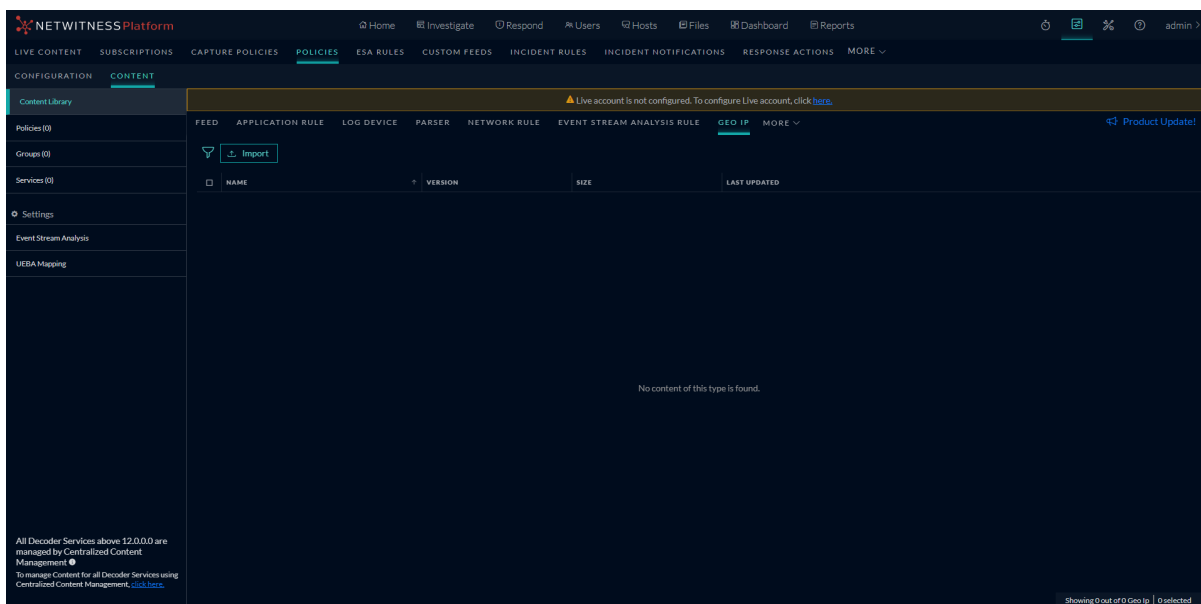 NETWITNESS Platform
Home Investigate Respond Users Hosts Files Dashboard Reports admin
LIVE CONTENT SUBSCRIPTIONS CAPTURE POLICIES POLICIES ESA RULES CUSTOM FEEDS INCIDENT RULES INCIDENT NOTIFICATIONS RESPONSE ACTIONS MORE
CONFIGURATION CONTENT
Content Library
Live account is not configured. To configure Live account, click here.
Policies (0)
FEED APPLICATION RULE LOG DEVICE PARSER NETWORK RULE EVENT STREAM ANALYSIS RULE GEO IP MORE
Product Update!
Groups (0)
Import
Services (0)
NAME VERSION SIZE LAST UPDATED
Settings
Event Stream Analysis
UEBA Mapping
No content of this type is found.
All Decoder Services above 12.0.0.0 are
managed by Centralized Content
Management
To manage Content for all Decoder Services using
Centralized Content Management, click here.
Showing 0 out of 0 Geo Ip | 0 selected